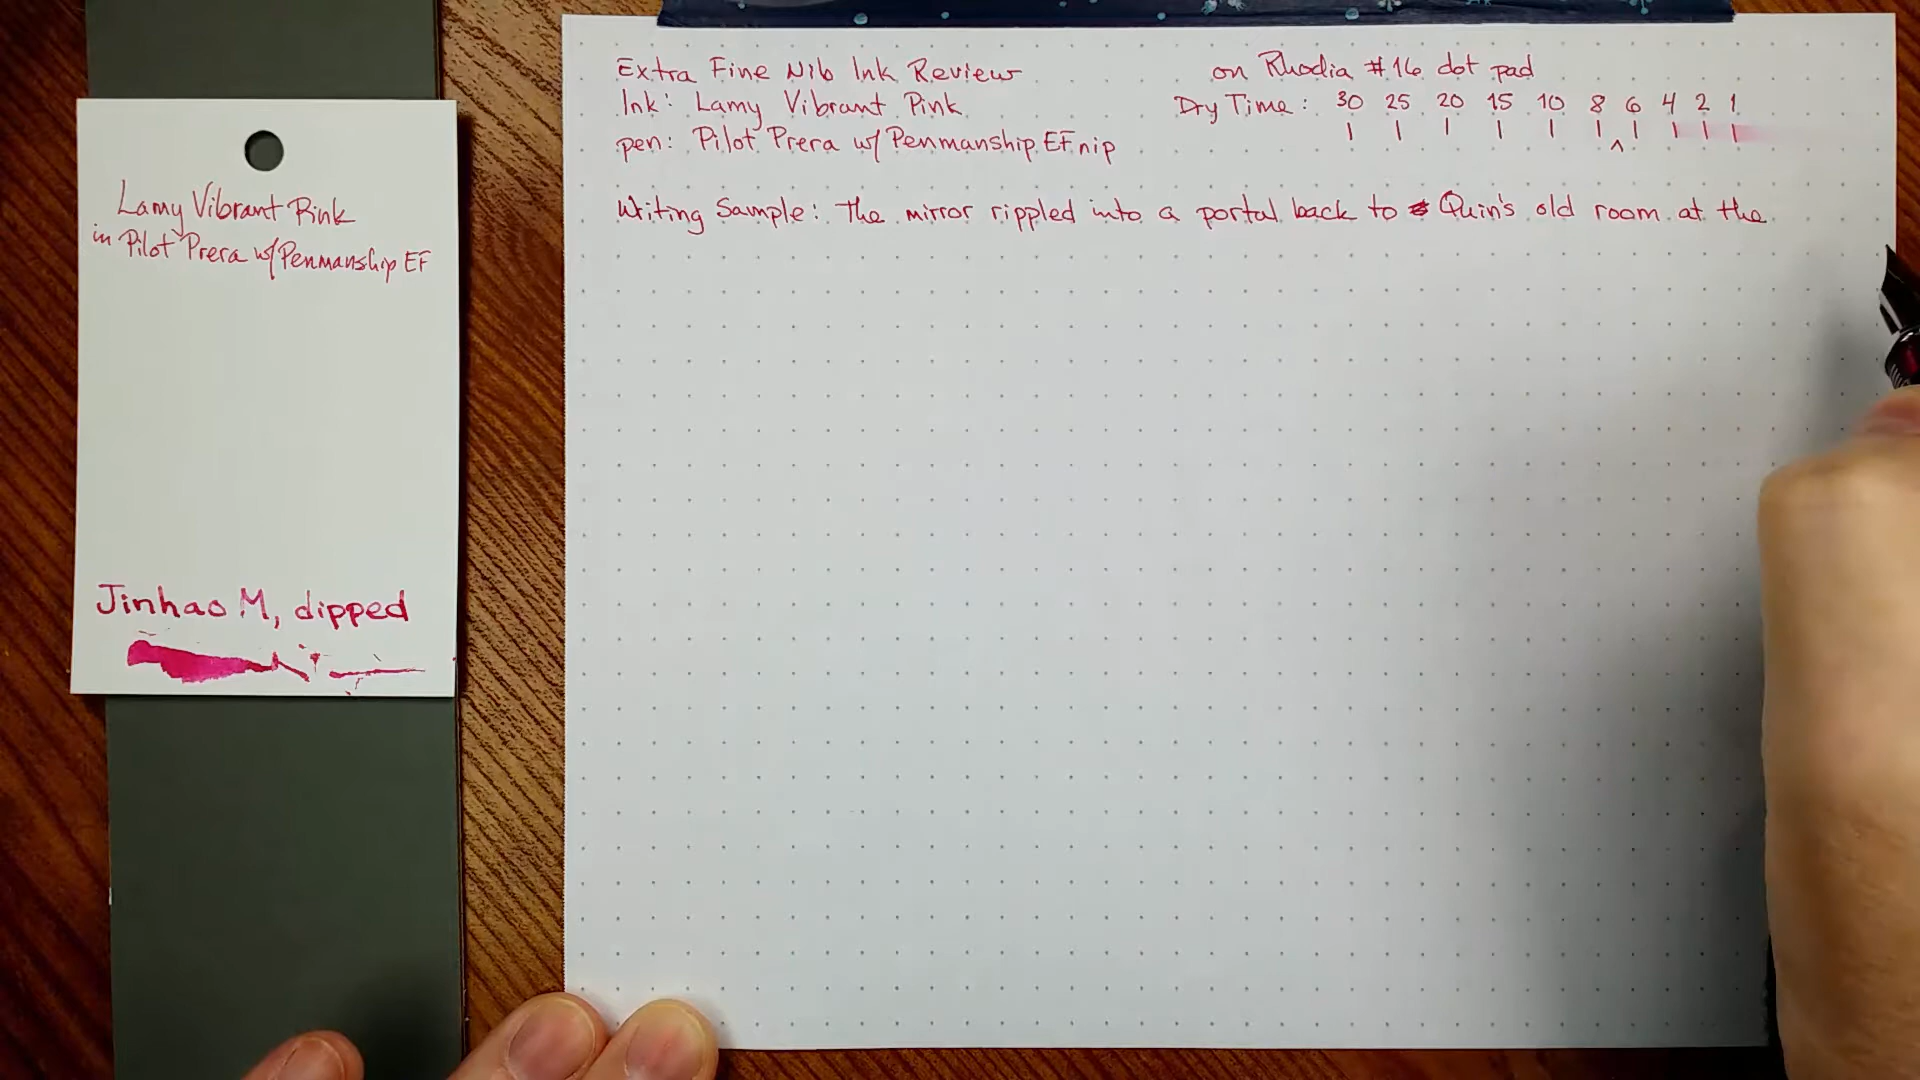 Lamy Vibrant Pink
in Pilot Prera w/ Penmanship EF
Jinhao M, dipped
Extra Fine Nib Ink Review
on Rhodia #16 dot pad
Ink: Lamy Vibrant Pink
Dry Time: 30 25 20 15 10 8 6 4 2 1
pen: Pilot Prera w/ Penmanship EF nip
Writing Sample: The mirror rippled into a portal back to Quin's old room at the